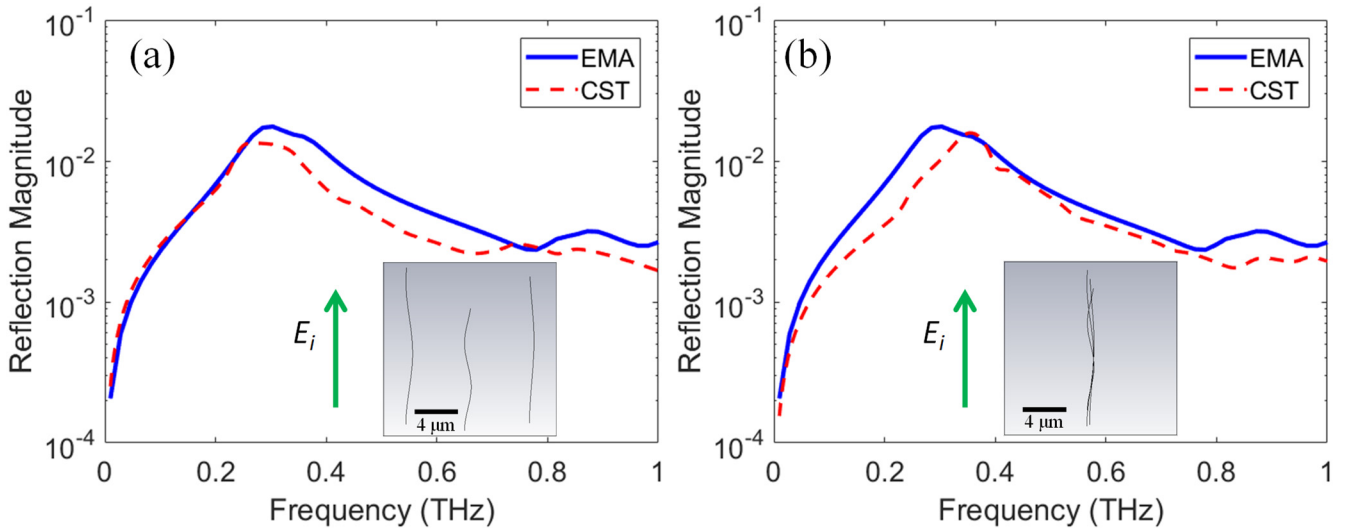 (a)
EMA
CST
Reflection Magnitude
10⁻¹
10⁻²
10⁻³
10⁻⁴
Eᵢ
4 μm
0 0.2 0.4 0.6 0.8 1
Frequency (THz)
(b)
EMA
CST
Reflection Magnitude
10⁻¹
10⁻²
10⁻³
10⁻⁴
Eᵢ
4 μm
0 0.2 0.4 0.6 0.8 1
Frequency (THz)